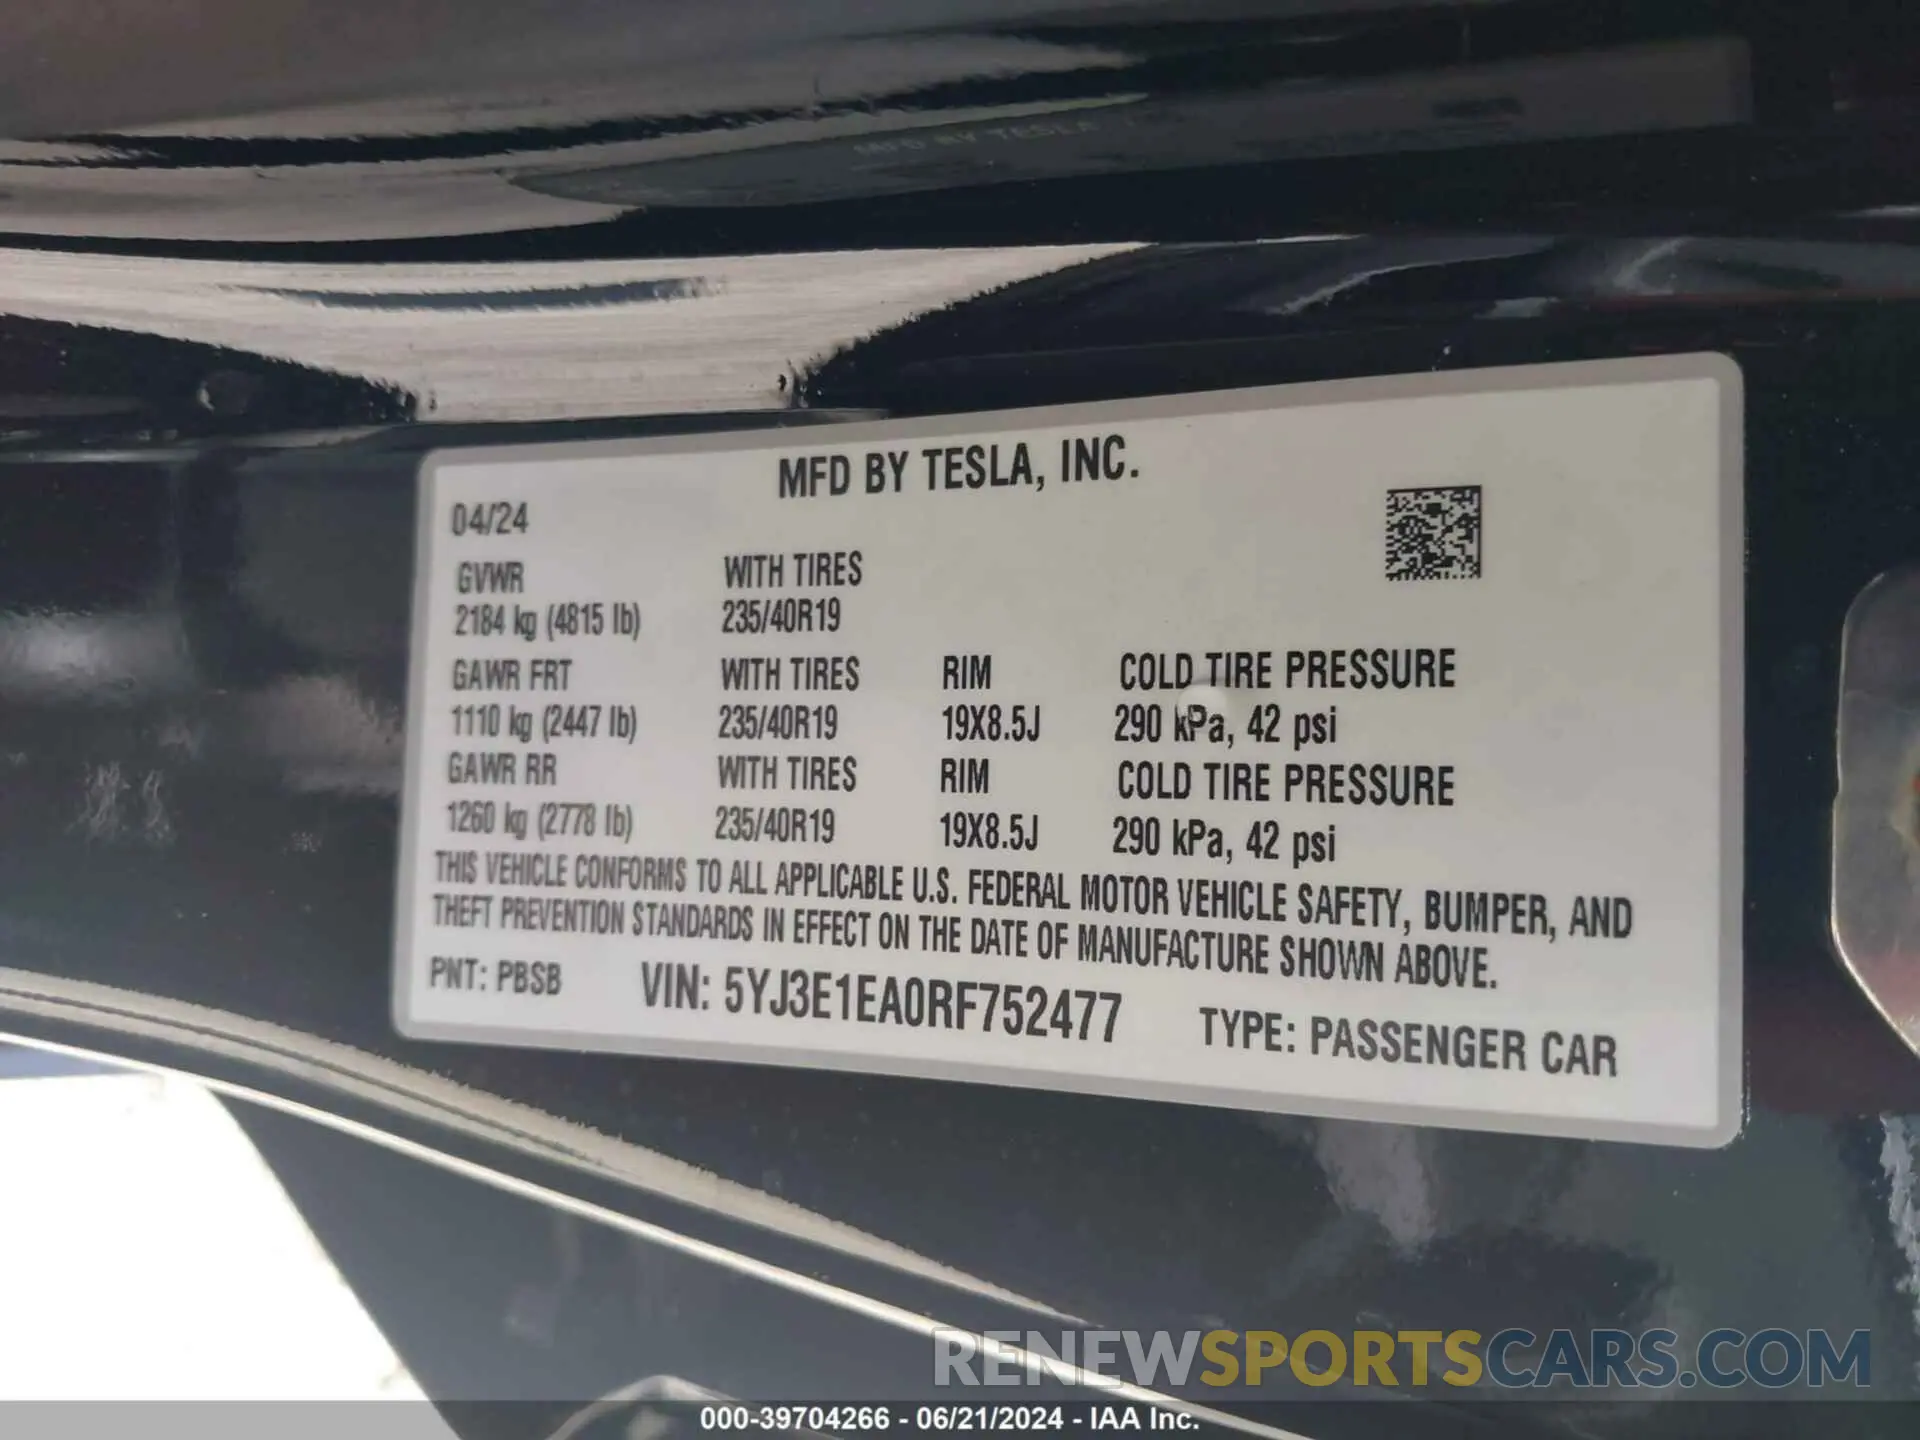 MFD BY TESLA
MFD BY TESLA, INC.
04/24
GVWR WITH TIRES
2184 kg (4815 lb) 235/40R19
GAWR FRT WITH TIRES RIM COLD TIRE PRESSURE
1110 kg (2447 lb) 235/40R19 19X8.5J 290 kPa, 42 psi
GAWR RR WITH TIRES RIM COLD TIRE PRESSURE
1260 kg (2778 lb) 235/40R19 19X8.5J 290 kPa, 42 psi
THIS VEHICLE CONFORMS TO ALL APPLICABLE U.S. FEDERAL MOTOR VEHICLE SAFETY, BUMPER, AND
THEFT PREVENTION STANDARDS IN EFFECT ON THE DATE OF MANUFACTURE SHOWN ABOVE.
PNT: PBSB VIN: 5YJ3E1EA0RF752477 TYPE: PASSENGER CAR
RENEWSPORTSCARS.COM
000-39704266 - 06/21/2024 - IAA Inc.